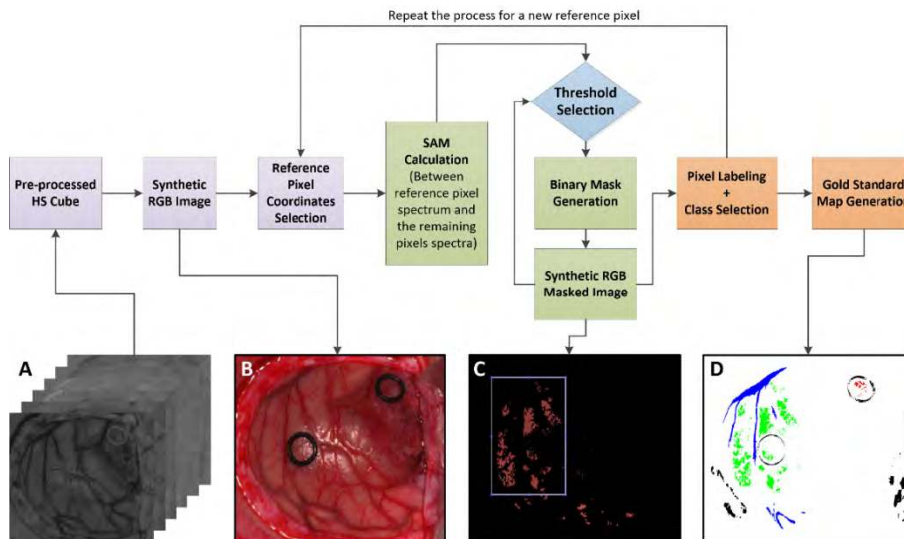 Repeat the process for a new reference pixel
Threshold
Selection
Pre-processed
HS Cube
Synthetic
RGB Image
Reference
Pixel
Coordinates
Selection
SAM
Calculation
(Between
reference pixel
spectrum and
the remaining
pixels spectra)
Binary Mask
Generation
Synthetic RGB
Masked Image
Pixel Labeling
+
Class Selection
Gold Standard
Map Generation
A
B
C
D